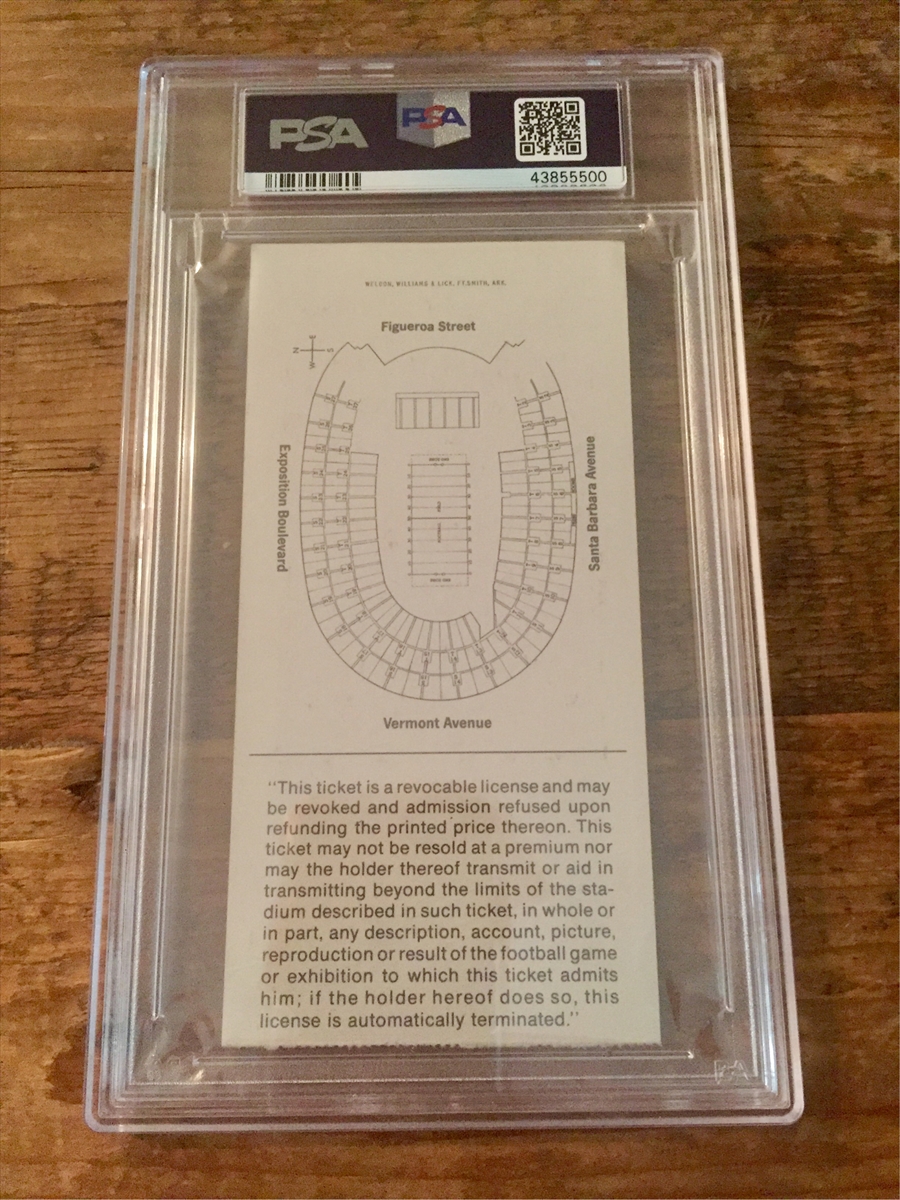 PSA
PSA
43855500
WELDON, WILLIAMS & LICK, FT. SMITH, ARK.
Figueroa Street
Exposition Boulevard
Santa Barbara Avenue
Vermont Avenue
"This ticket is a revocable license and may
be revoked and admission refused upon
refunding the printed price thereon. This
ticket may not be resold at a premium nor
may the holder thereof transmit or aid in
transmitting beyond the limits of the sta-
dium described in such ticket, in whole or
in part, any description, account, picture,
reproduction or result of the football game
or exhibition to which this ticket admits
him; if the holder hereof does so, this
license is automatically terminated."